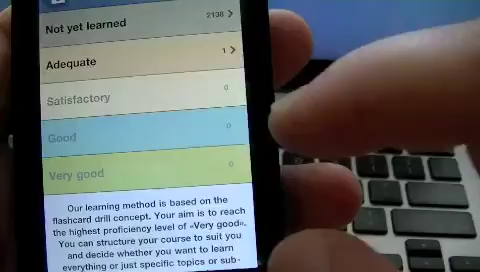 Not yet learned 2138
Adequate 1
Satisfactory 0
Good 0
Very good 0
Our learning method is based on the
flashcard drill concept. Your aim is to reach
the highest proficiency level of «Very good».
You can structure your course to suit you
and decide whether you want to learn
everything or just specific topics or sub-